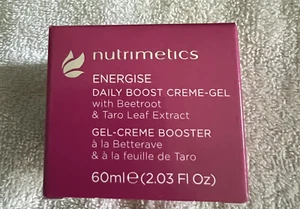 nutrimetics
ENERGISE
DAILY BOOST CREME-GEL
with Beetroot
& Taro Leaf Extract
GEL-CREME BOOSTER
à la Betterave
& à la feuille de Taro
60ml℮(2.03 Fl Oz)